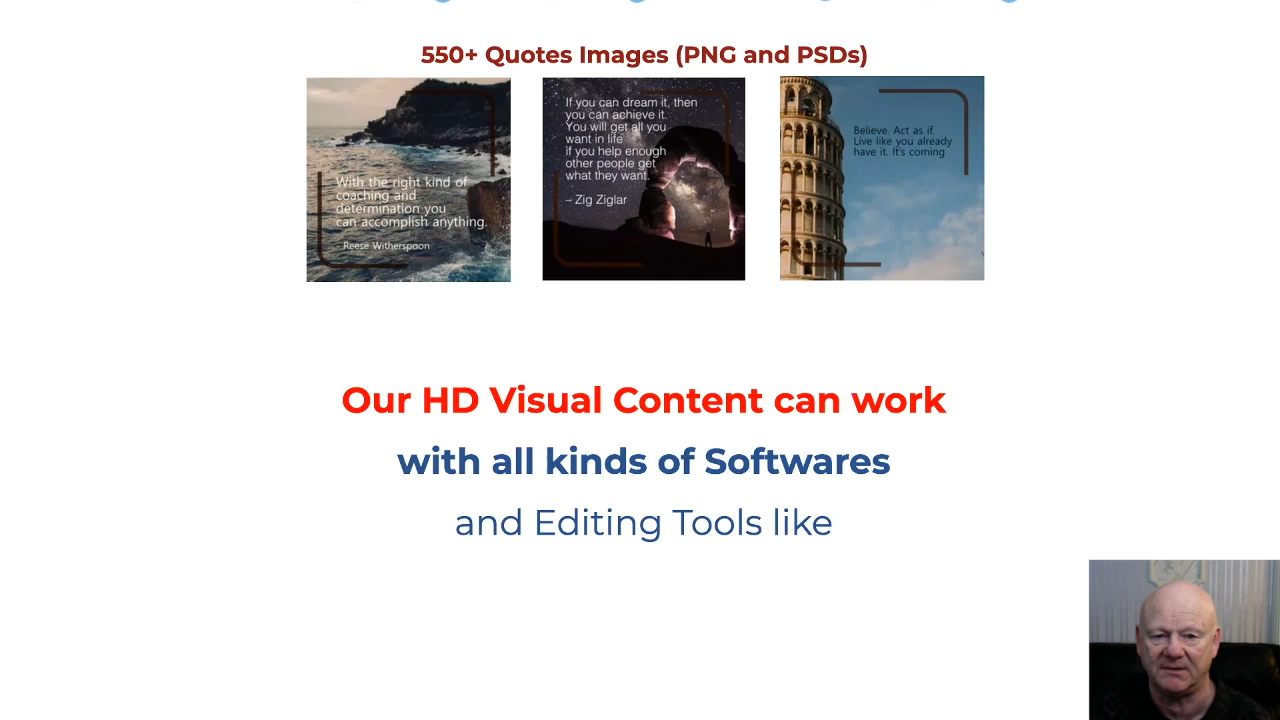 550+ Quotes Images (PNG and PSDs)
With the right kind of
coaching and
determination you
can accomplish anything.
- Reese Witherspoon
If you can dream it, then
you can achieve it.
You will get all you
want in life
if you help enough
other people get
what they want.
– Zig Ziglar
Believe. Act as if.
Live like you already
have it. It's coming
Our HD Visual Content can work
with all kinds of Softwares
and Editing Tools like